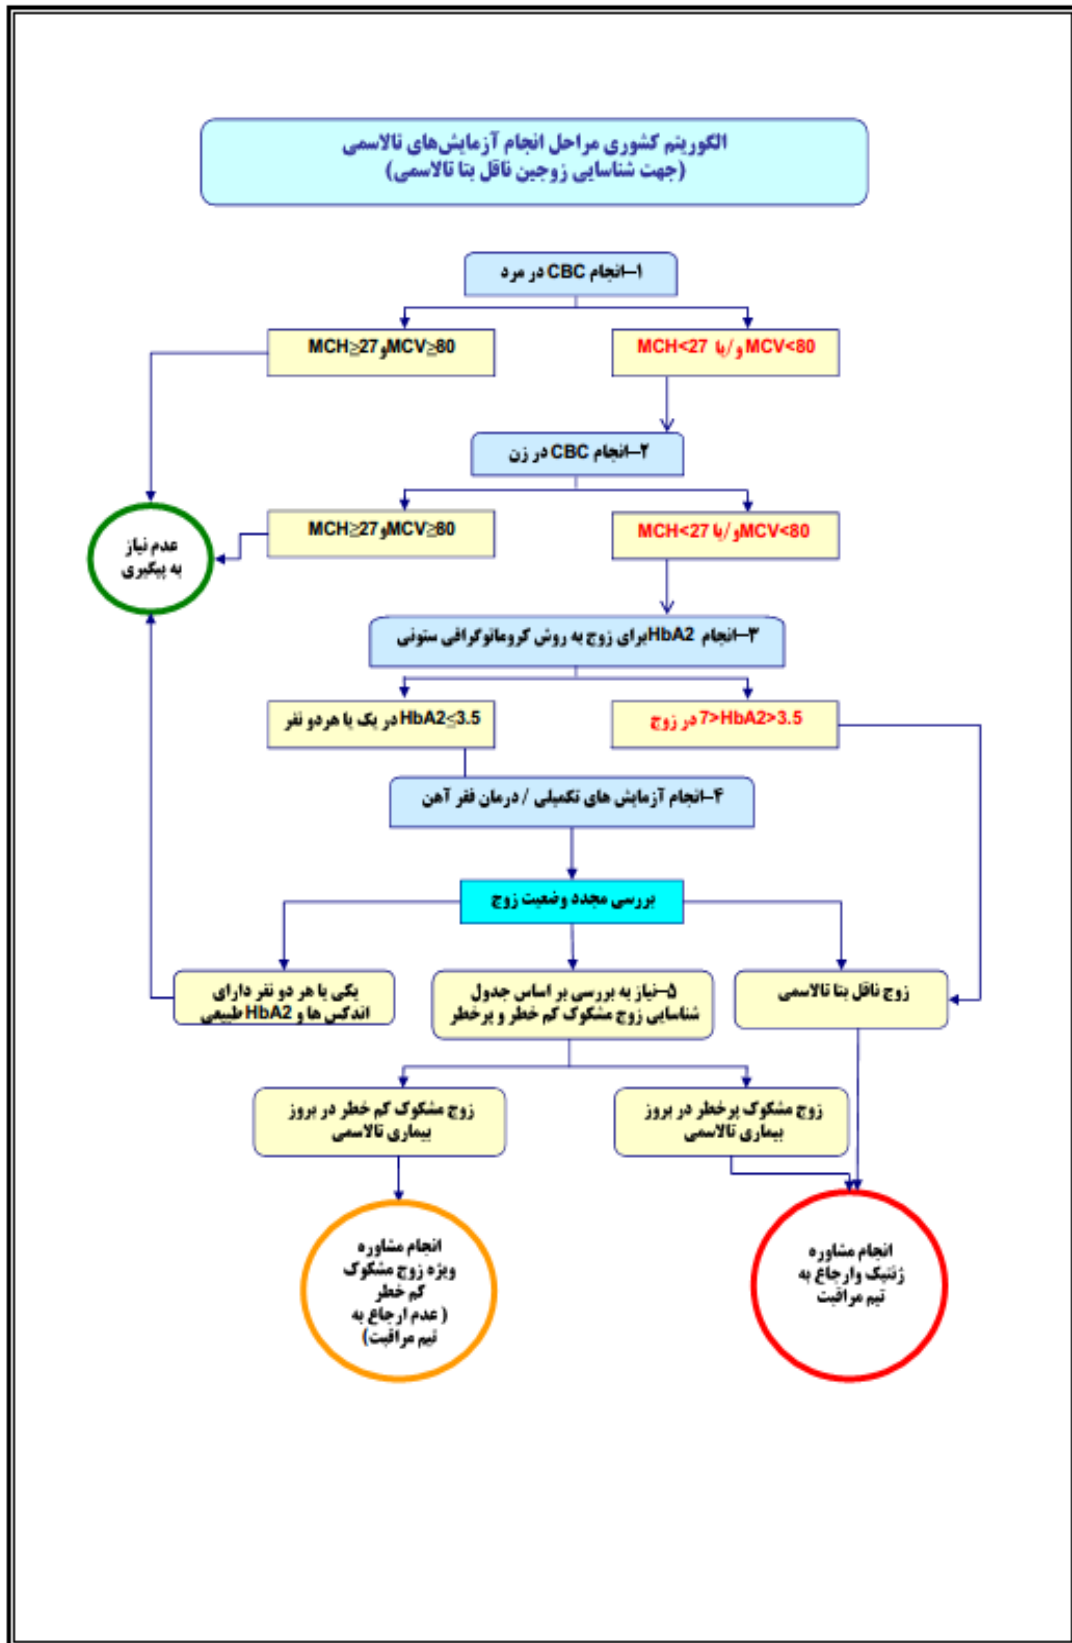 الگوریتم کشوری مراحل انجام آزمایش‌های تالاسمی
(جهت شناسایی زوجین ناقل بتا تالاسمی)
۱–انجام CBC در مرد
MCV<80 و/یا MCH<27
MCV≥80و MCH≥27
۲–انجام CBC در زن
MCV<80و/یا MCH<27
MCV≥80و MCH≥27
عدم نیاز
به پیگیری
۳–انجام HbA2برای زوج به روش کروماتوگرافی ستونی
7>HbA2>3.5 در زوج
HbA2≤3.5 در یک یا هردو نفر
۴–انجام آزمایش های تکمیلی / درمان فقر آهن
بررسی مجدد وضعیت زوج
زوج ناقل بتا تالاسمی
۵–نیاز به بررسی بر اساس جدول
شناسایی زوج مشکوک کم خطر و پرخطر
یکی یا هر دو نفر دارای
اندکس ها و HbA2 طبیعی
زوج مشکوک پرخطر در بروز
بیماری تالاسمی
زوج مشکوک کم خطر در بروز
بیماری تالاسمی
انجام مشاوره
ژنتیک وارجاع به
تیم مراقبت
انجام مشاوره
ویژه زوج مشکوک
کم خطر
( عدم ارجاع به
تیم مراقبت)